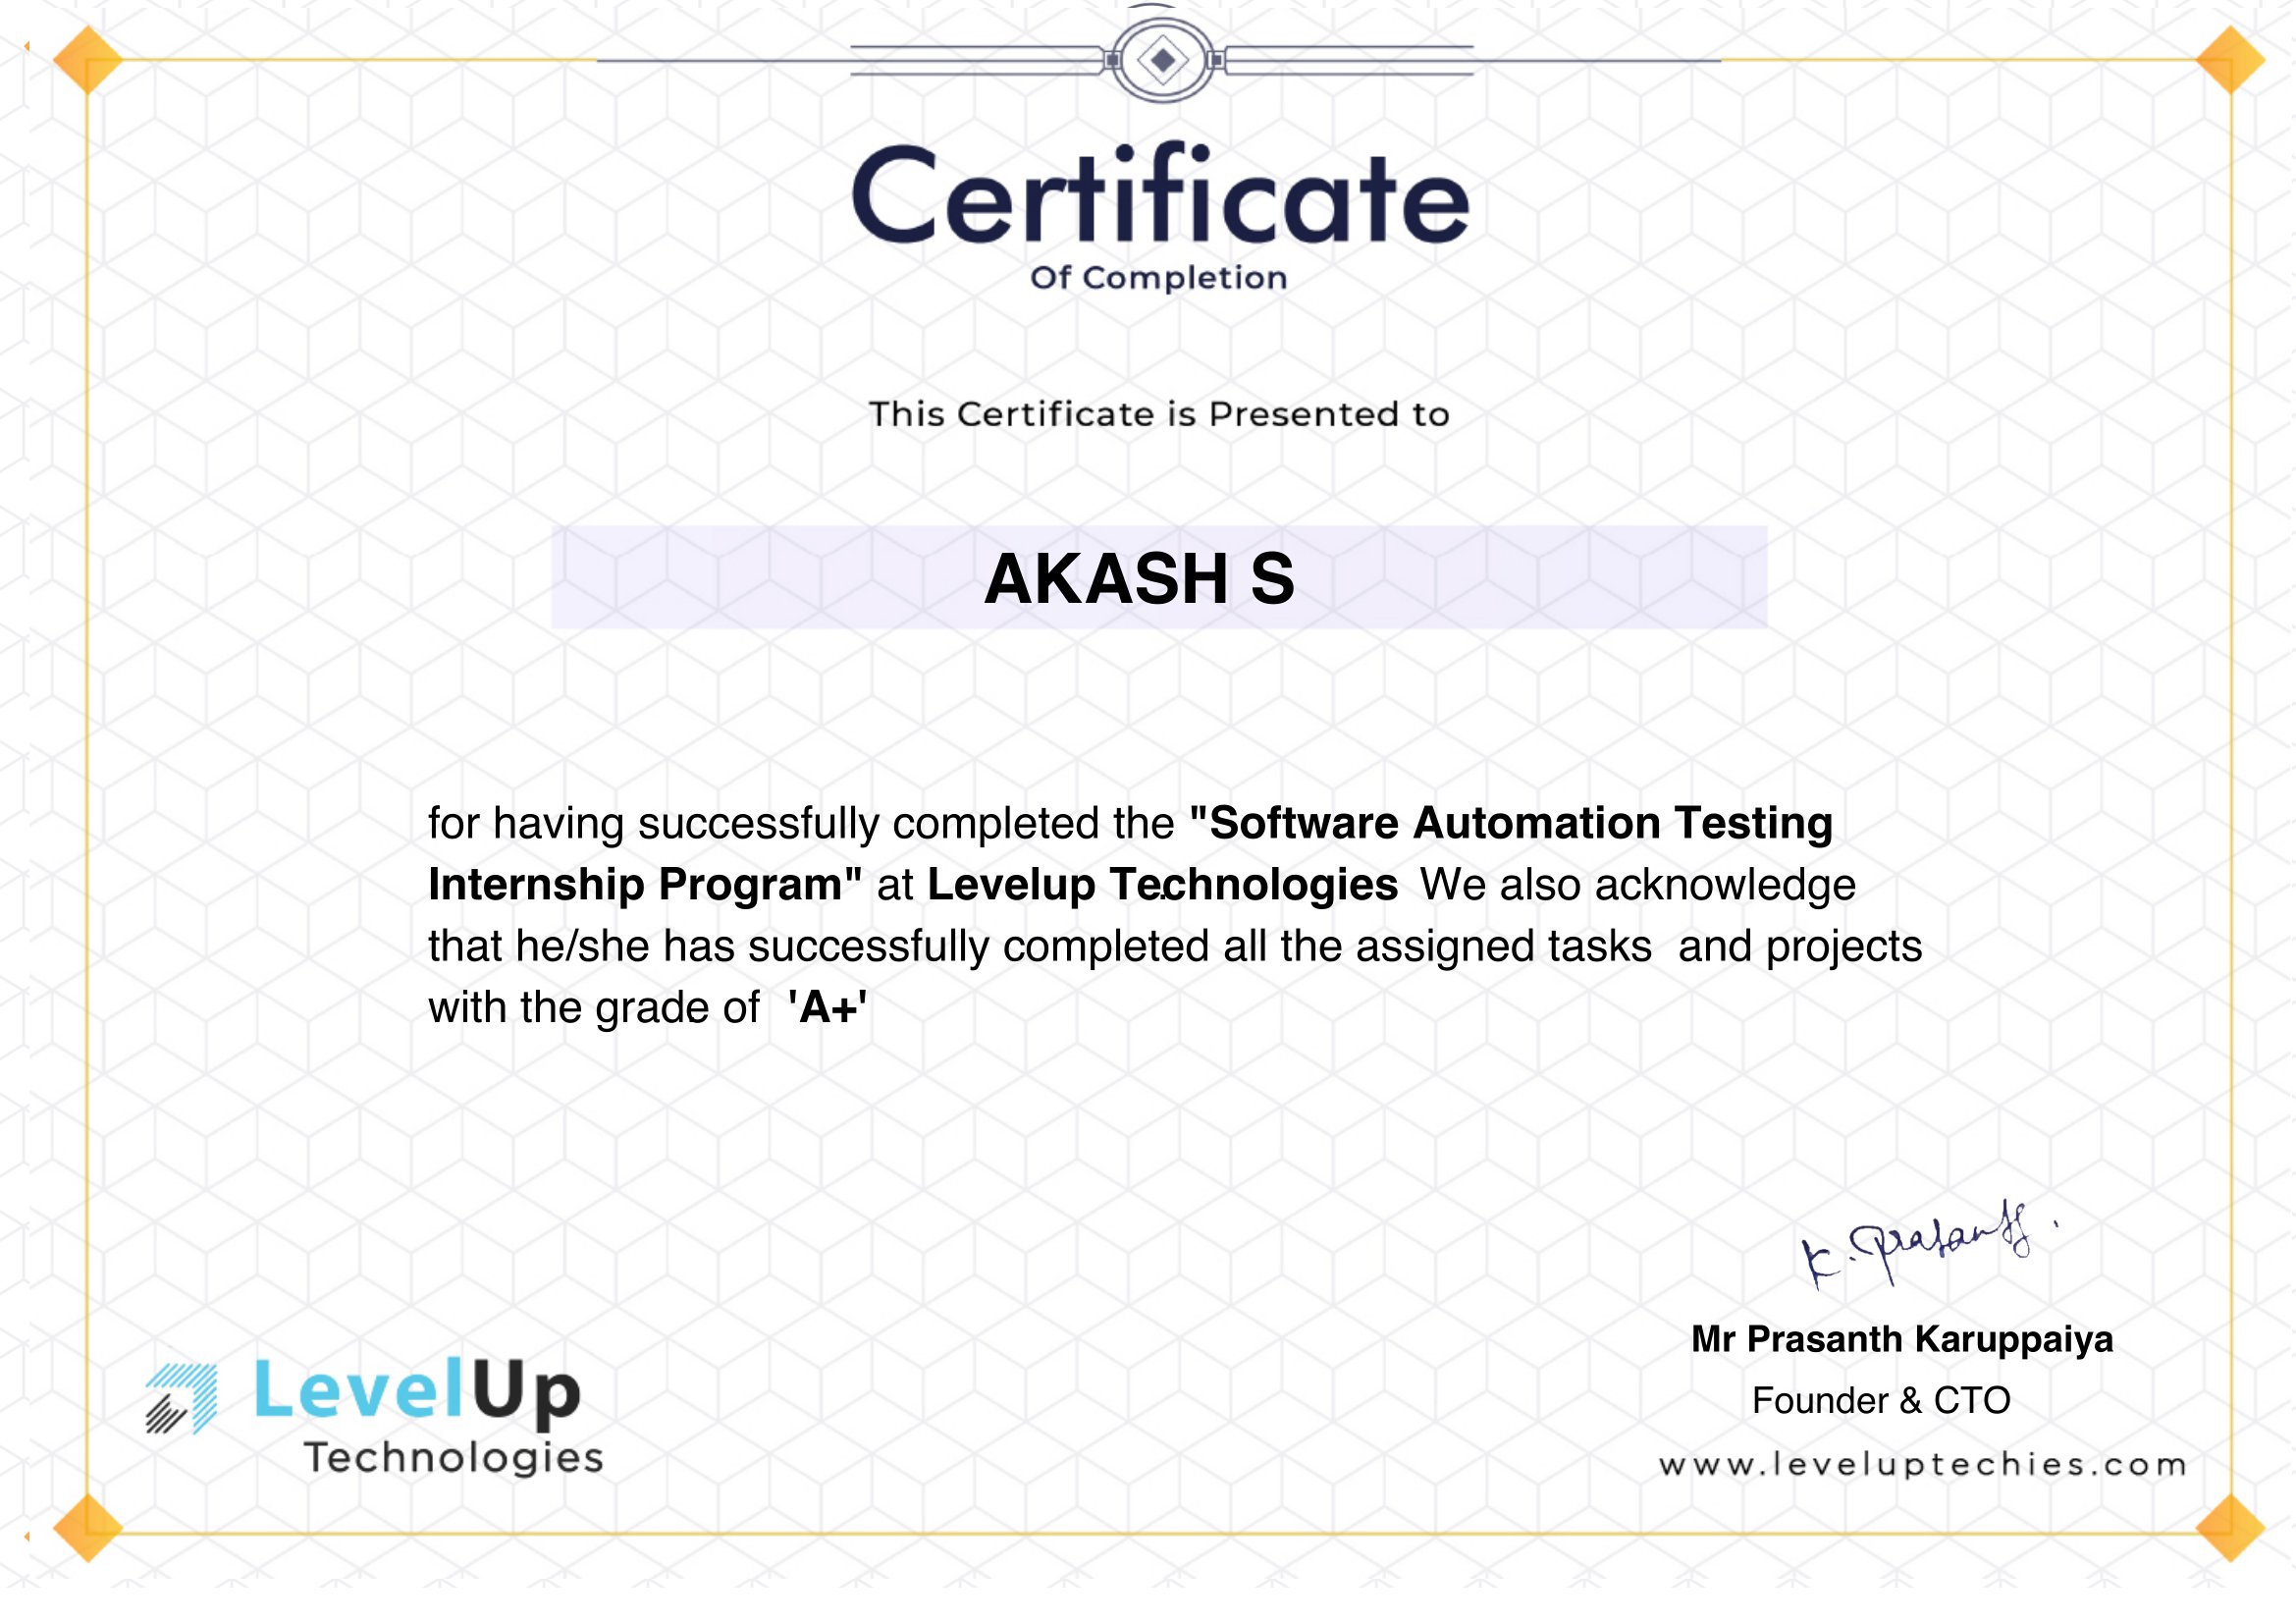 Certificate
Of Completion
This Certificate is Presented to
AKASH S
for having successfully completed the "Software Automation Testing
Internship Program" at Levelup Technologies We also acknowledge
that he/she has successfully completed all the assigned tasks and projects
with the grade of 'A+'
K. Prasanth
Mr Prasanth Karuppaiya
Founder & CTO
www.leveluptechies.com
LevelUp
Technologies